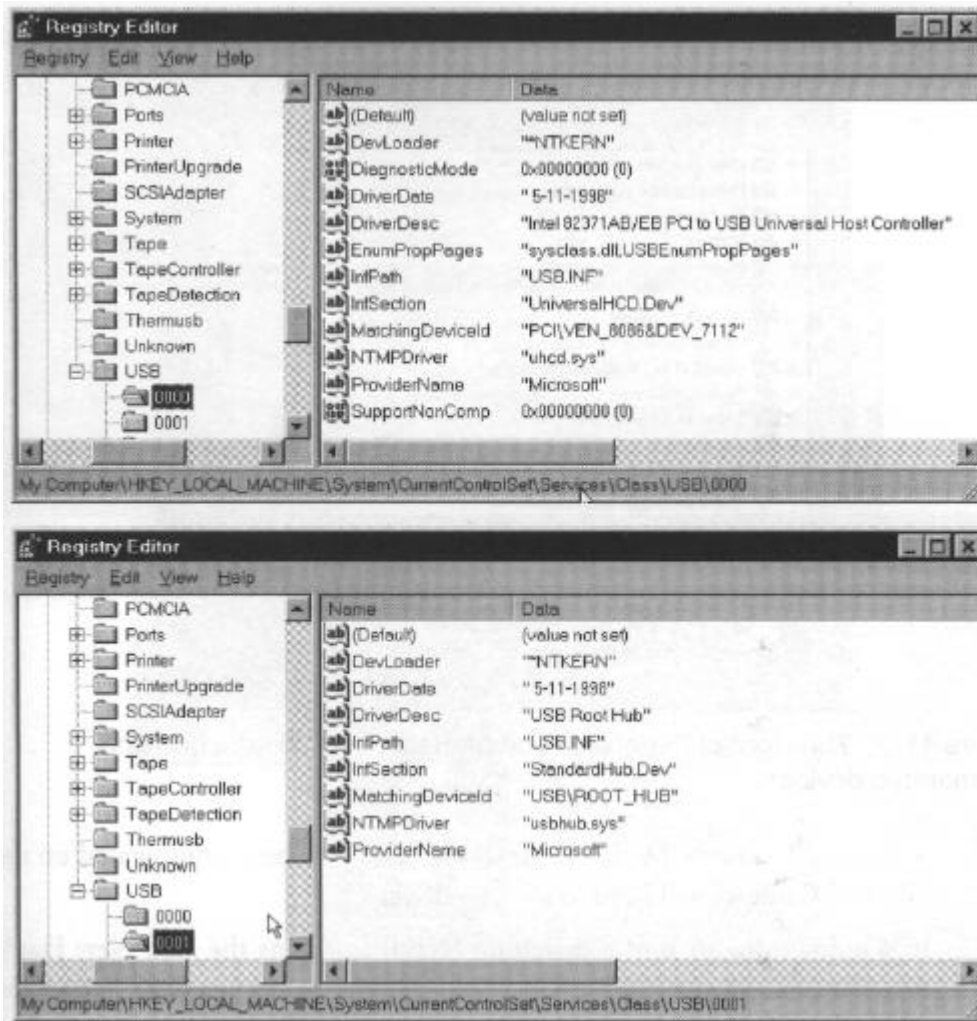 Registry Editor
Registry Edit View Help
PCMCIA
Ports
Printer
PrinterUpgrade
SCSIAdapter
System
Tape
TapeController
TapeDetection
Thermusb
Unknown
USB
0000
0001
Name Data
(Default) (value not set)
DevLoader "*NTKERN"
DiagnosticMode 0x00000000 (0)
DriverDate " 5-11-1998"
DriverDesc "Intel 82371AB/EB PCI to USB Universal Host Controller"
EnumPropPages "sysclass.dll,USBEnumPropPages"
InfPath "USB.INF"
InfSection "UniversalHCD.Dev"
MatchingDeviceId "PCI\VEN_8086&DEV_7112"
NTMPDriver "uhcd.sys"
ProviderName "Microsoft"
SupportNonComp 0x00000000 (0)
My Computer\HKEY_LOCAL_MACHINE\System\CurrentControlSet\Services\Class\USB\0000
Registry Editor
Registry Edit View Help
PCMCIA
Ports
Printer
PrinterUpgrade
SCSIAdapter
System
Tape
TapeController
TapeDetection
Thermusb
Unknown
USB
0000
0001
Name Data
(Default) (value not set)
DevLoader "*NTKERN"
DriverDate " 5-11-1998"
DriverDesc "USB Root Hub"
InfPath "USB.INF"
InfSection "StandardHub.Dev"
MatchingDeviceId "USB\ROOT_HUB"
NTMPDriver "usbhub.sys"
ProviderName "Microsoft"
My Computer\HKEY_LOCAL_MACHINE\System\CurrentControlSet\Services\Class\USB\0001